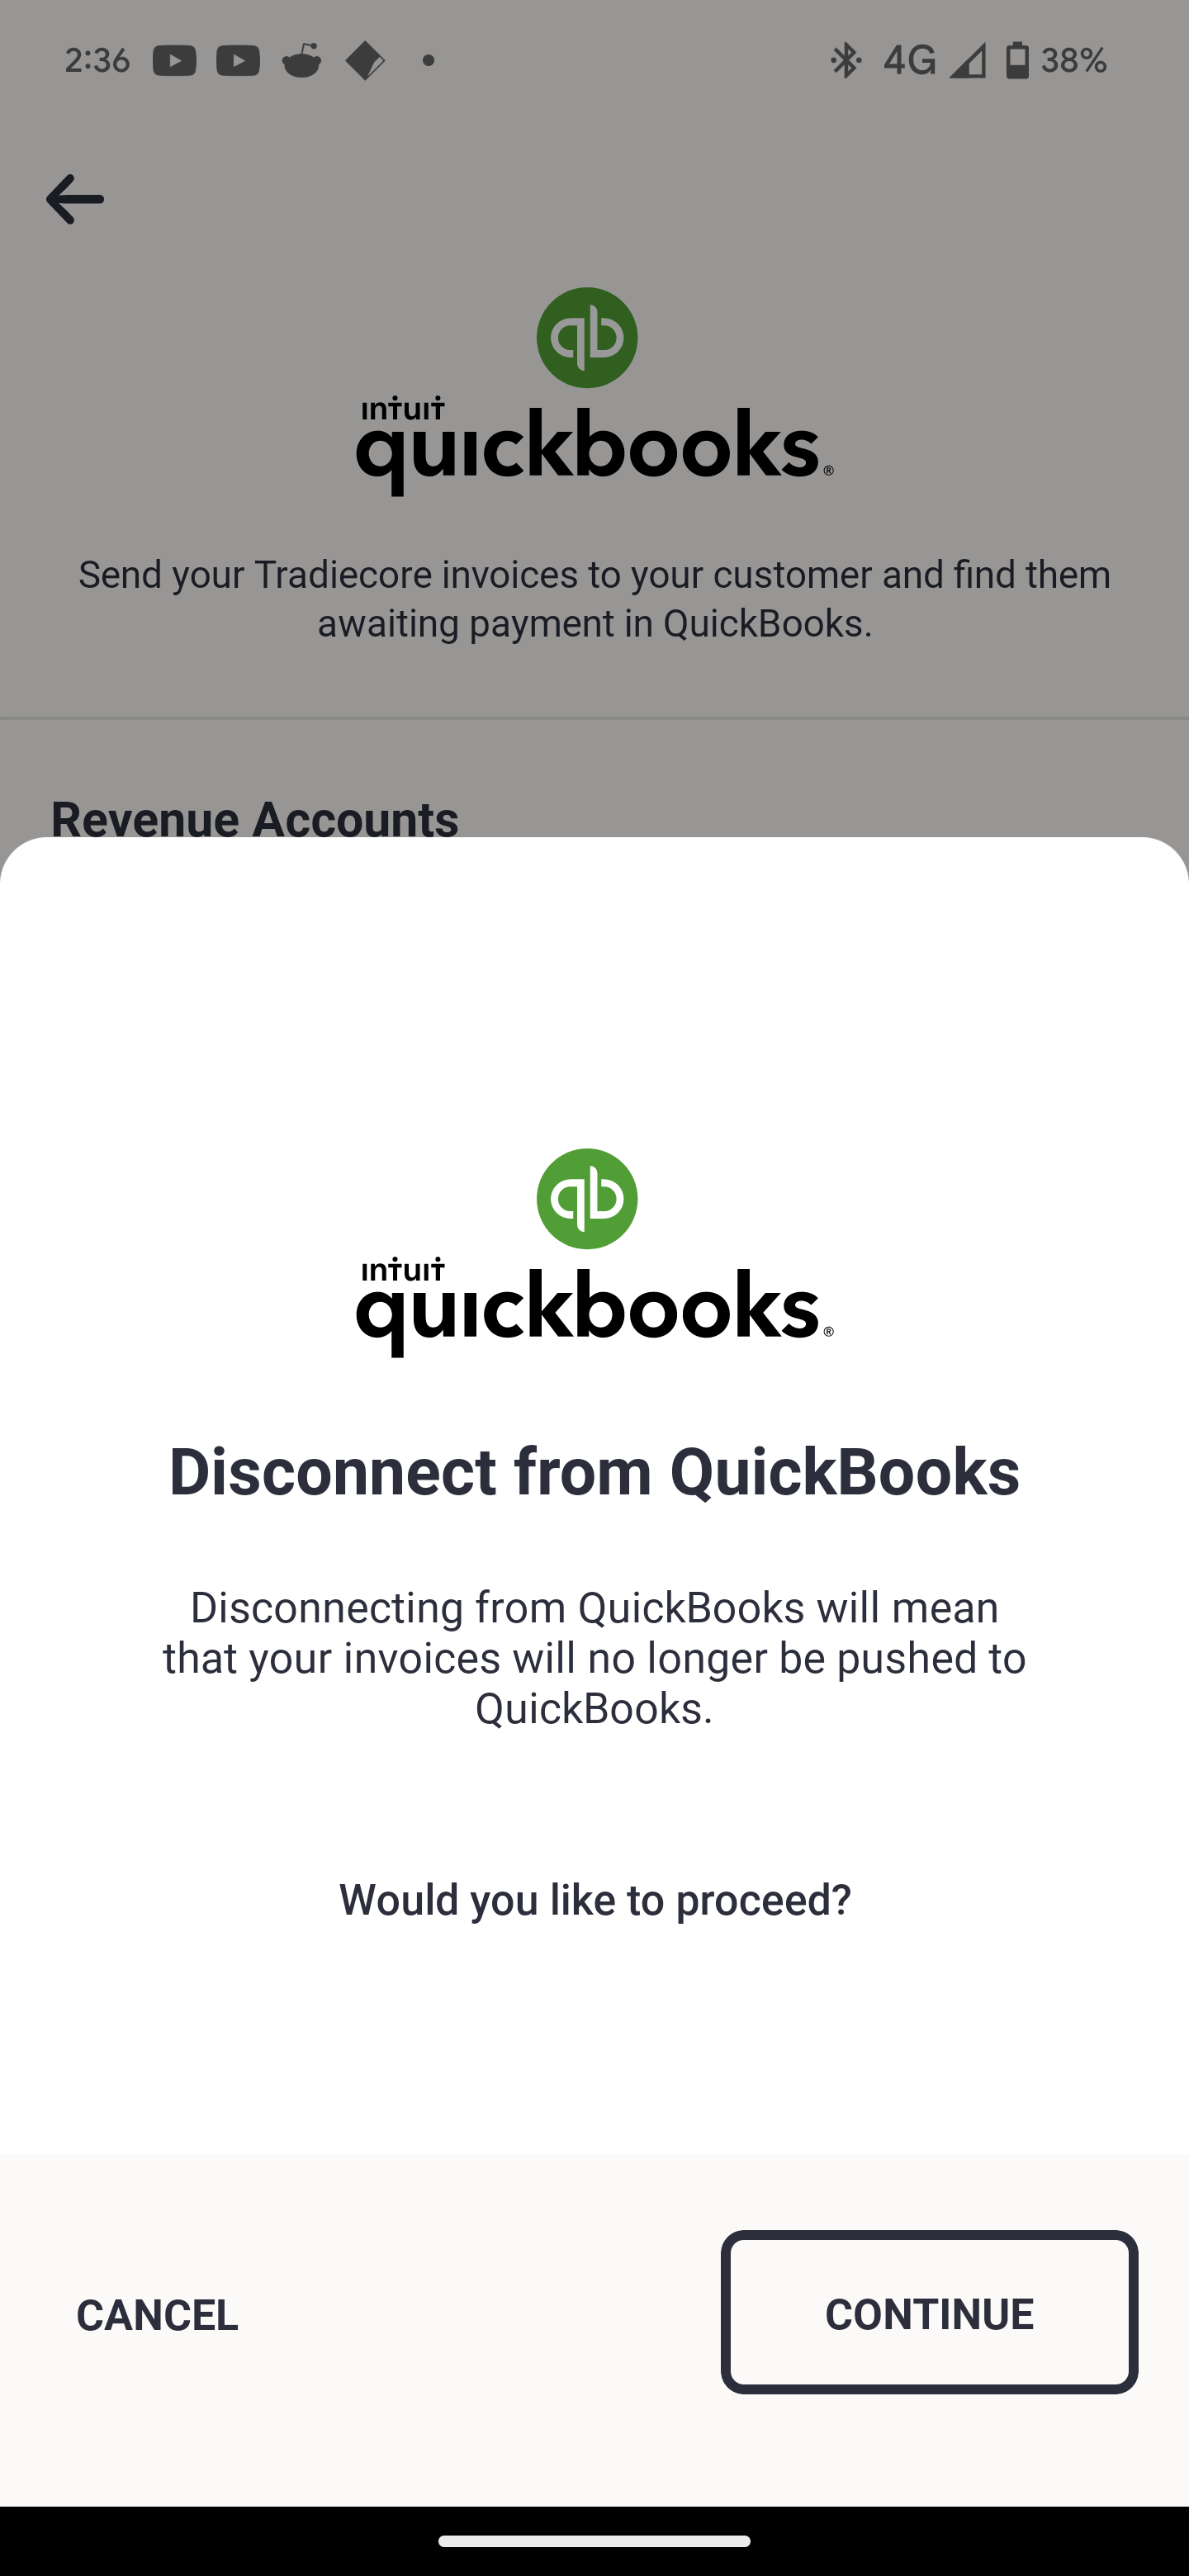 2:36
4G
38%
qb
intuit
quickbooks®
Send your Tradiecore invoices to your customer and find them
awaiting payment in QuickBooks.
Revenue Accounts
qb
intuit
quickbooks®
Disconnect from QuickBooks
Disconnecting from QuickBooks will mean
that your invoices will no longer be pushed to
QuickBooks.
Would you like to proceed?
CANCEL
CONTINUE